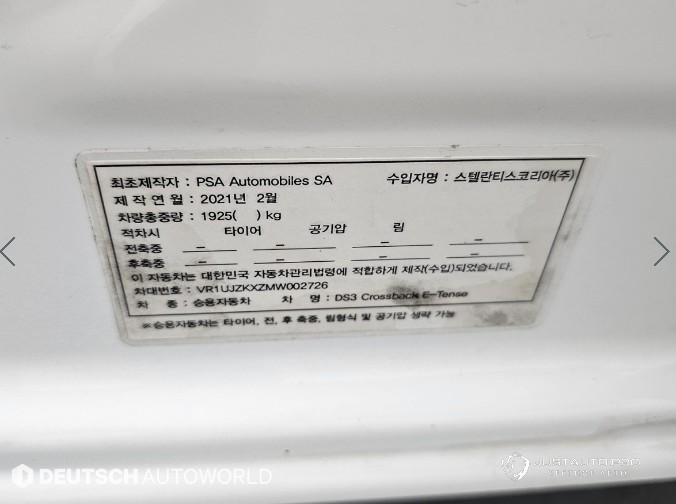 최초제작자 : PSA Automobiles SA 수입자명 : 스텔란티스코리아(주)
제 작 연 월 : 2021년 2월
차량총중량 : 1925( ) kg
적차시 타이어 공기압 림
전축중 — — — —
후축중 — — — —
이 자동차는 대한민국 자동차관리법령에 적합하게 제작(수입)되었습니다.
차대번호 : VR1UJZKXZMW002726
차 종 : 승용자동차 차 명 : DS3 Crossback E-Tense
※승용자동차는 타이어, 전, 후 축중, 림형식 및 공기압 생략 가능
DEUTSCH AUTOWORLD